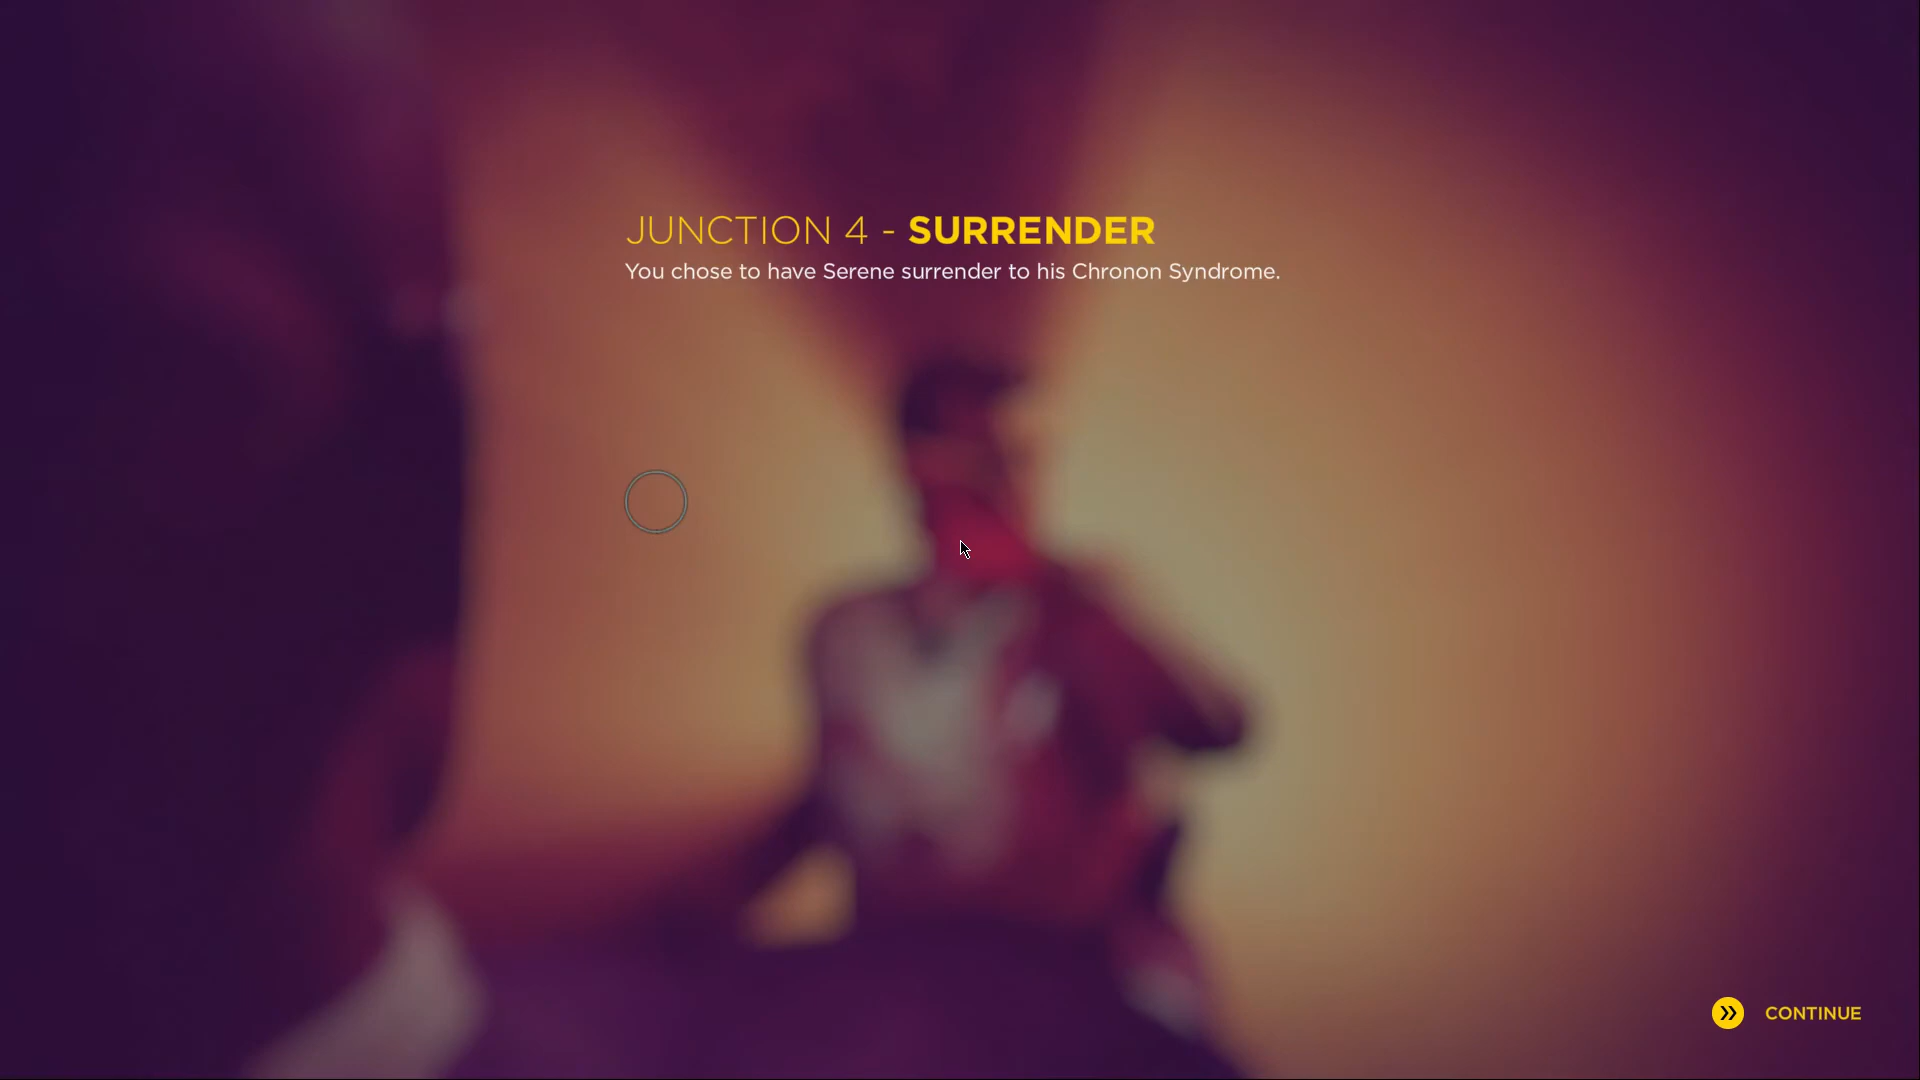 JUNCTION 4 - SURRENDER
You chose to have Serene surrender to his Chronon Syndrome.
CONTINUE